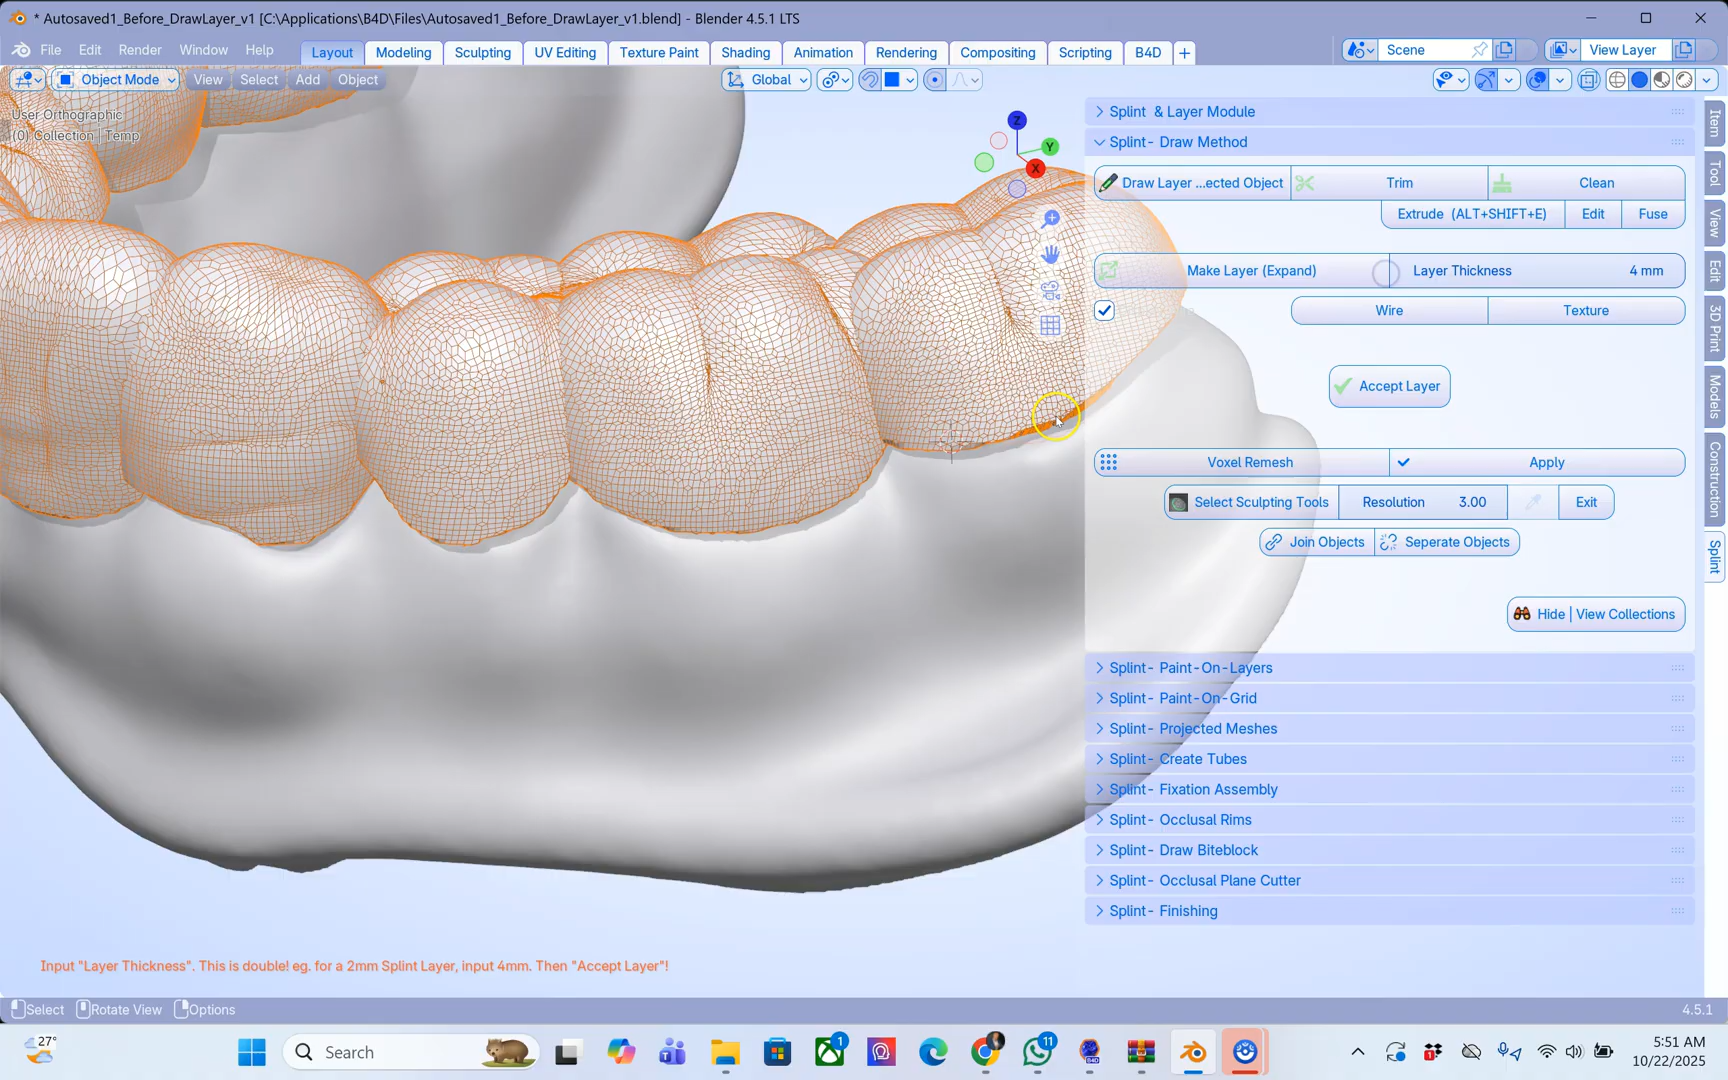 * Autosaved1_Before_DrawLayer_v1 [C:\Applications\B4D\Files\Autosaved1_Before_DrawLayer_v1.blend] - Blender 4.5.1 LTS
File Edit Render Window Help Layout Modeling Sculpting UV Editing Texture Paint Shading Animation Rendering Compositing Scripting B4D + Scene View Layer
Object Mode View Select Add Object Global
User Orthographic
(0) Collection | Temp
Z
Y
X
Splint & Layer Module
Splint- Draw Method
Draw Layer ...ected Object Trim Clean
Extrude (ALT+SHIFT+E) Edit Fuse
Make Layer (Expand) Layer Thickness 4 mm
Wire Texture
Accept Layer
Voxel Remesh Apply
Select Sculpting Tools Resolution 3.00 Exit
Join Objects Seperate Objects
Hide | View Collections
Splint- Paint-On-Layers
Splint- Paint-On-Grid
Splint- Projected Meshes
Splint- Create Tubes
Splint- Fixation Assembly
Splint- Occlusal Rims
Splint- Draw Biteblock
Splint- Occlusal Plane Cutter
Splint- Finishing
Item
Tool
View
Edit
3D Print
Models
Construction
Splint
Input "Layer Thickness". This is double! eg. for a 2mm Splint Layer, input 4mm. Then "Accept Layer"!
Select Rotate View Options 4.5.1
27°
Search
1
11
B4D
1
5:51 AM
10/22/2025